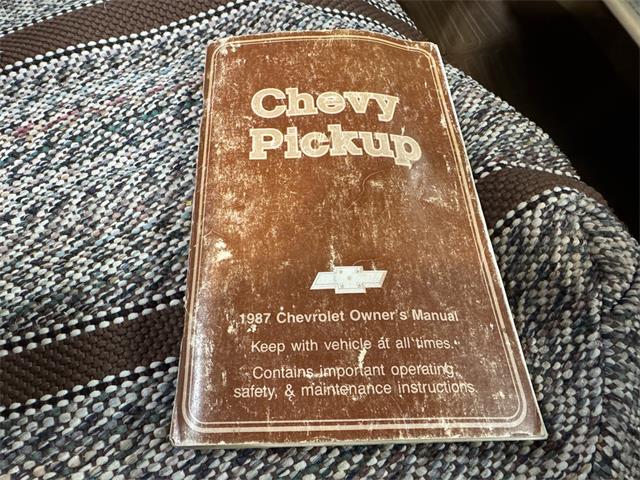 Chevy
Pickup
1987 Chevrolet Owner's Manual
Keep with vehicle at all times.
Contains important operating,
safety, & maintenance instructions.